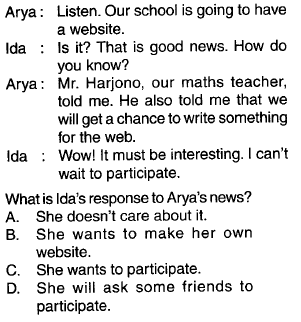 Arya : Listen. Our school is going to have
a website.
Ida : Is it? That is good news. How do
you know?
Arya : Mr. Harjono, our maths teacher,
told me. He also told me that we
will get a chance to write something
for the web.
Ida : Wow! It must be interesting. I can't
wait to participate.
What is Ida's response to Arya's news?
A. She doesn't care about it.
B. She wants to make her own
website.
C. She wants to participate.
D. She will ask some friends to
participate.